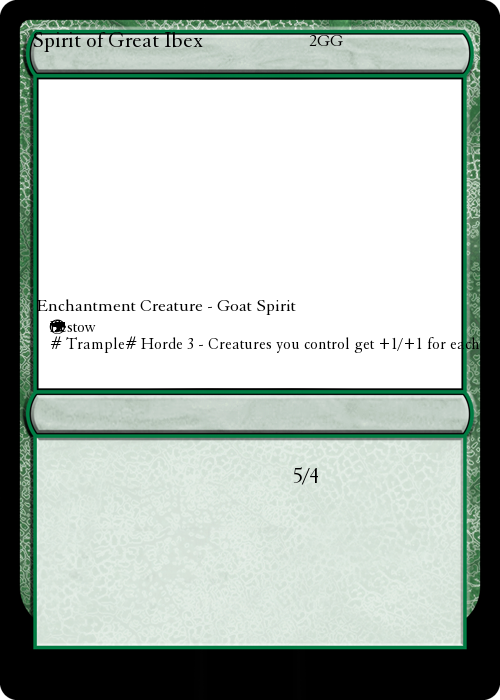 Spirit of Great Ibex 2GG
Enchantment Creature - Goat Spirit
Bestow
# Trample# Horde 3 - Creatures you control get +1/+1 for each
5/4